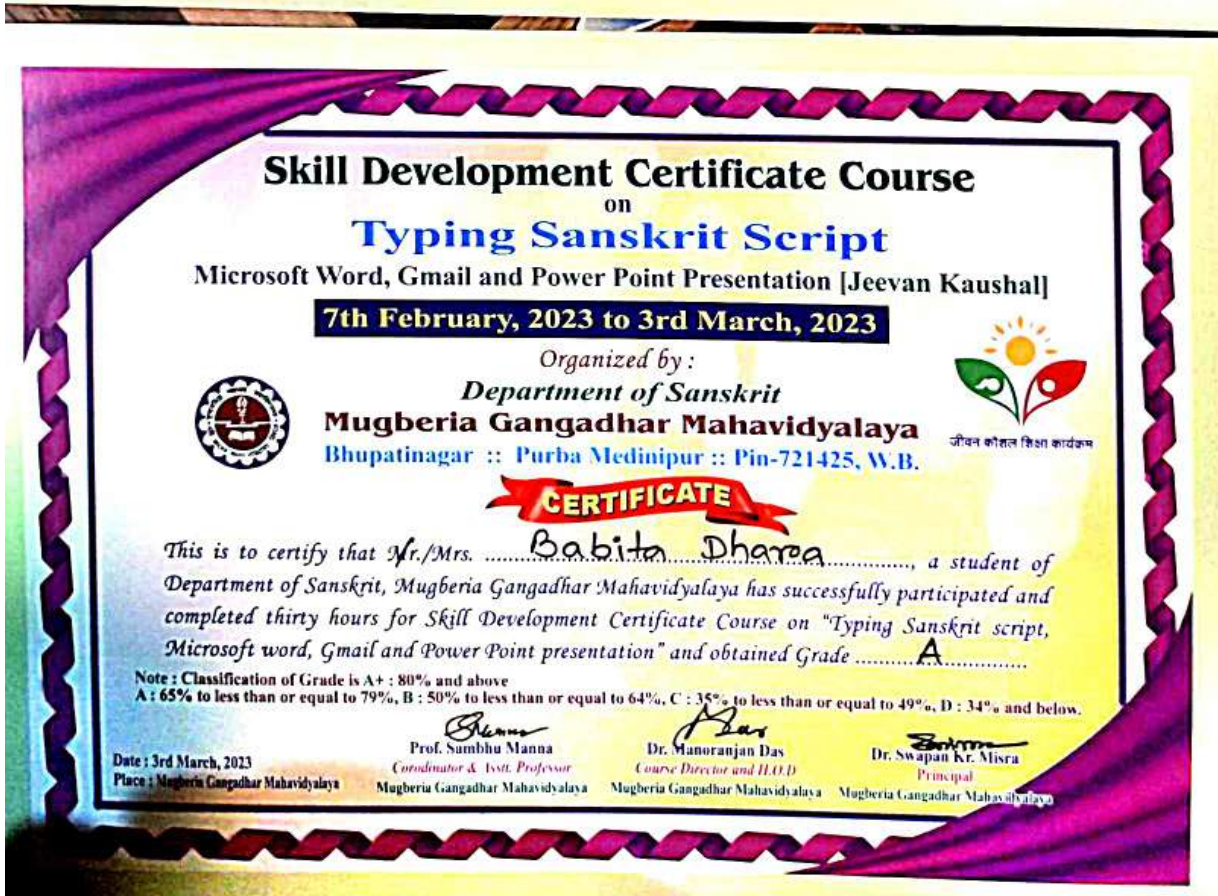 Skill Development Certificate Course
on
Typing Sanskrit Script
Microsoft Word, Gmail and Power Point Presentation [Jeevan Kaushal]
7th February, 2023 to 3rd March, 2023
Organized by :
Department of Sanskrit
Mugberia Gangadhar Mahavidyalaya
Bhupatinagar :: Purba Medinipur :: Pin-721425, W.B.
जीवन कौशल शिक्षा कार्यक्रम
CERTIFICATE
This is to certify that Mr./Mrs. .......Babita Dhara..............., a student of
Department of Sanskrit, Mugberia Gangadhar Mahavidyalaya has successfully participated and
completed thirty hours for Skill Development Certificate Course on "Typing Sanskrit script,
Microsoft word, Gmail and Power Point presentation" and obtained Grade ..........A...............
Note : Classification of Grade is A+ : 80% and above
A : 65% to less than or equal to 79%, B : 50% to less than or equal to 64%, C : 35% to less than or equal to 49%, D : 34% and below.
Date : 3rd March, 2023
Place : Mugberia Gangadhar Mahavidyalaya
Prof. Sumbhu Manna
Corodinator & Asstt. Professor
Mugberia Gangadhar Mahavidyalaya
Dr. Manoranjan Das
Course Director and H.O.D
Mugberia Gangadhar Mahavidyalaya
Dr. Swapan Kr. Misra
Principal
Mugberia Gangadhar Mahavidyalaya